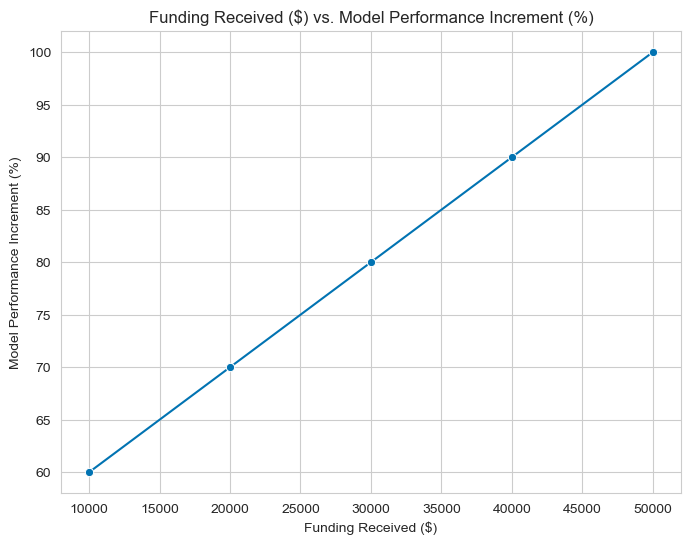 Funding Received ($) vs. Model Performance Increment (%)
Model Performance Increment (%)
100
95
90
85
80
75
70
65
60
10000 15000 20000 25000 30000 35000 40000 45000 50000
Funding Received ($)